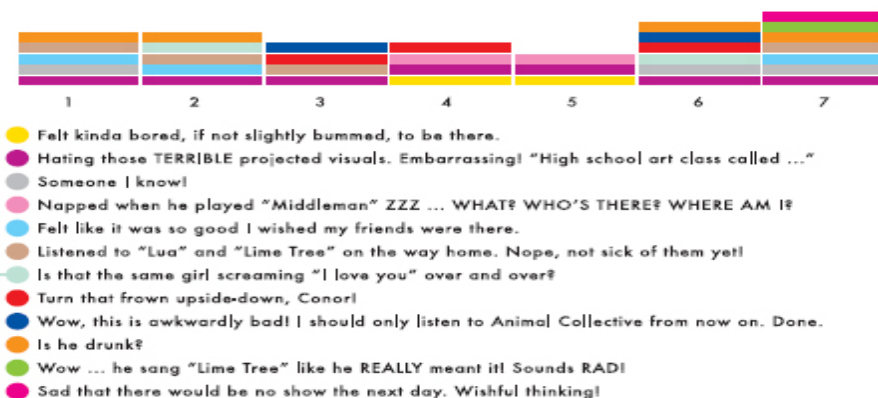 1 2 3 4 5 6 7
Felt kinda bored, if not slightly bummed, to be there.
Hating those TERRIBLE projected visuals. Embarrassing! “High school art class called ...”
Someone I know!
Napped when he played “Middleman” ZZZ ... WHAT? WHO’S THERE? WHERE AM I?
Felt like it was so good I wished my friends were there.
Listened to “Lua” and “Lime Tree” on the way home. Nope, not sick of them yet!
Is that the same girl screaming “I love you” over and over?
Turn that frown upside-down, Conor!
Wow, this is awkwardly bad! I should only listen to Animal Collective from now on. Done.
Is he drunk?
Wow ... he sang “Lime Tree” like he REALLY meant it! Sounds RAD!
Sad that there would be no show the next day. Wishful thinking!